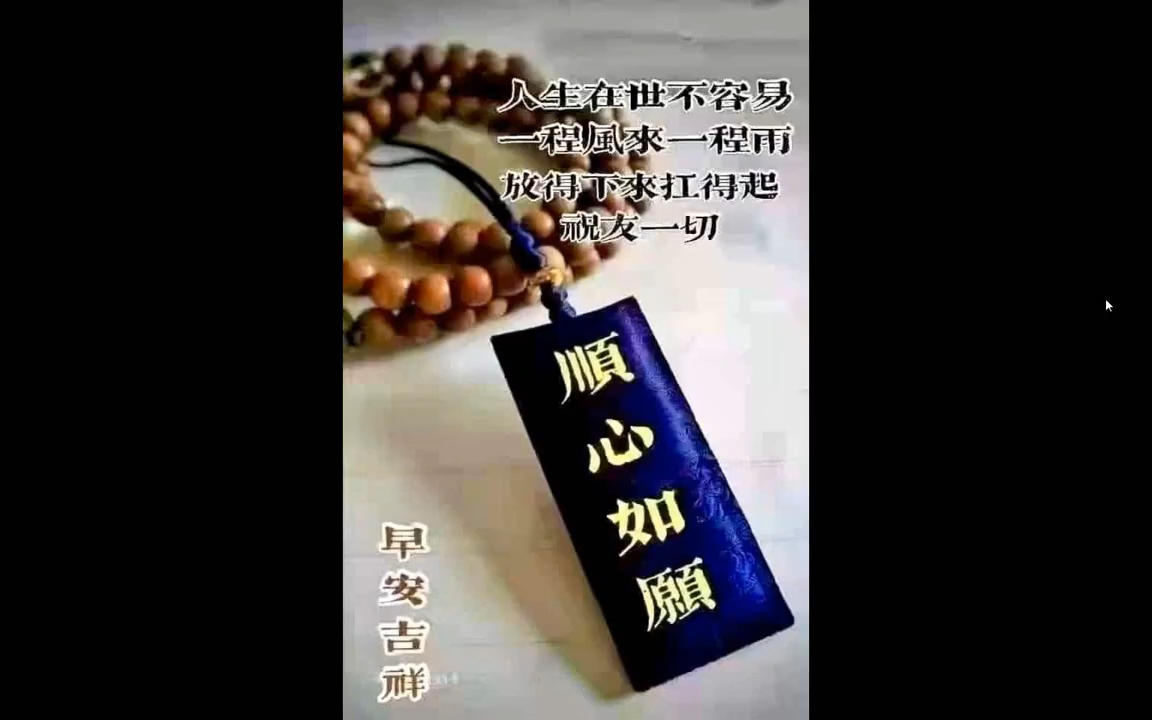 人生在世不容易
一程風來一程雨
放得下來扛得起
祝友一切
順心如願
早安吉祥